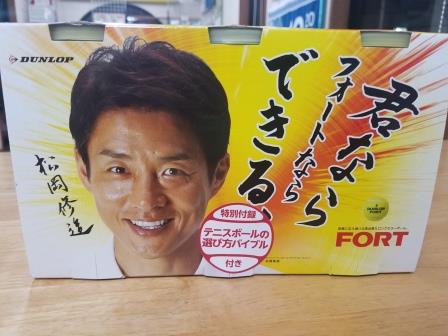 DUNLOP
君なら
フォートなら
できる、
松岡修造
特別付録
テニスボールの
選び方バイブル
付き
DUNLOP
FORT
FORT